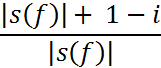 |s(f)| + 1 − i
|s(f)|